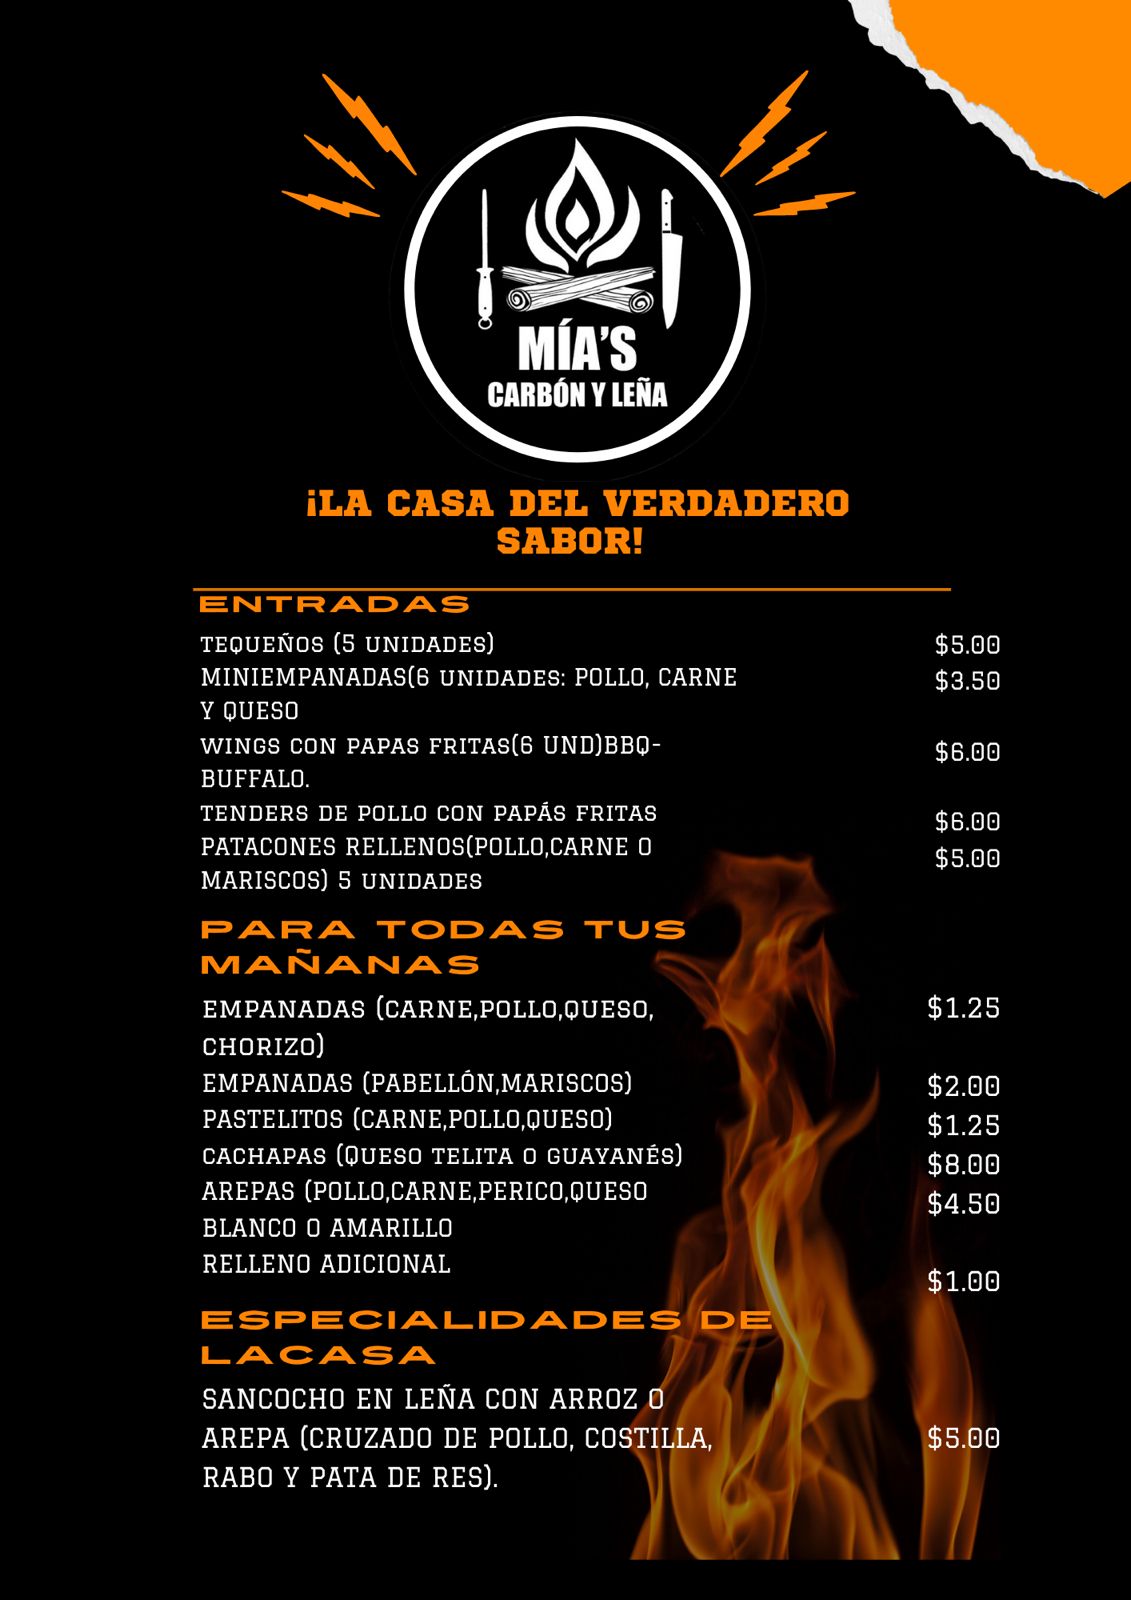 MÍA'S
CARBÓN Y LEÑA
¡LA CASA DEL VERDADERO
SABOR!
ENTRADAS
TEQUEÑOS (5 UNIDADES) $5.00
MINIEMPANADAS(6 UNIDADES: POLLO, CARNE $3.50
Y QUESO
WINGS CON PAPAS FRITAS(6 UND)BBQ- $6.00
BUFFALO.
TENDERS DE POLLO CON PAPÁS FRITAS $6.00
PATACONES RELLENOS(POLLO,CARNE O $5.00
MARISCOS) 5 UNIDADES
PARA TODAS TUS
MAÑANAS
EMPANADAS (CARNE,POLLO,QUESO, $1.25
CHORIZO)
EMPANADAS (PABELLÓN,MARISCOS) $2.00
PASTELITOS (CARNE,POLLO,QUESO) $1.25
CACHAPAS (QUESO TELITA O GUAYANÉS) $8.00
AREPAS (POLLO,CARNE,PERICO,QUESO $4.50
BLANCO O AMARILLO
RELLENO ADICIONAL $1.00
ESPECIALIDADES DE
LACASA
SANCOCHO EN LEÑA CON ARROZ O
AREPA (CRUZADO DE POLLO, COSTILLA, $5.00
RABO Y PATA DE RES).